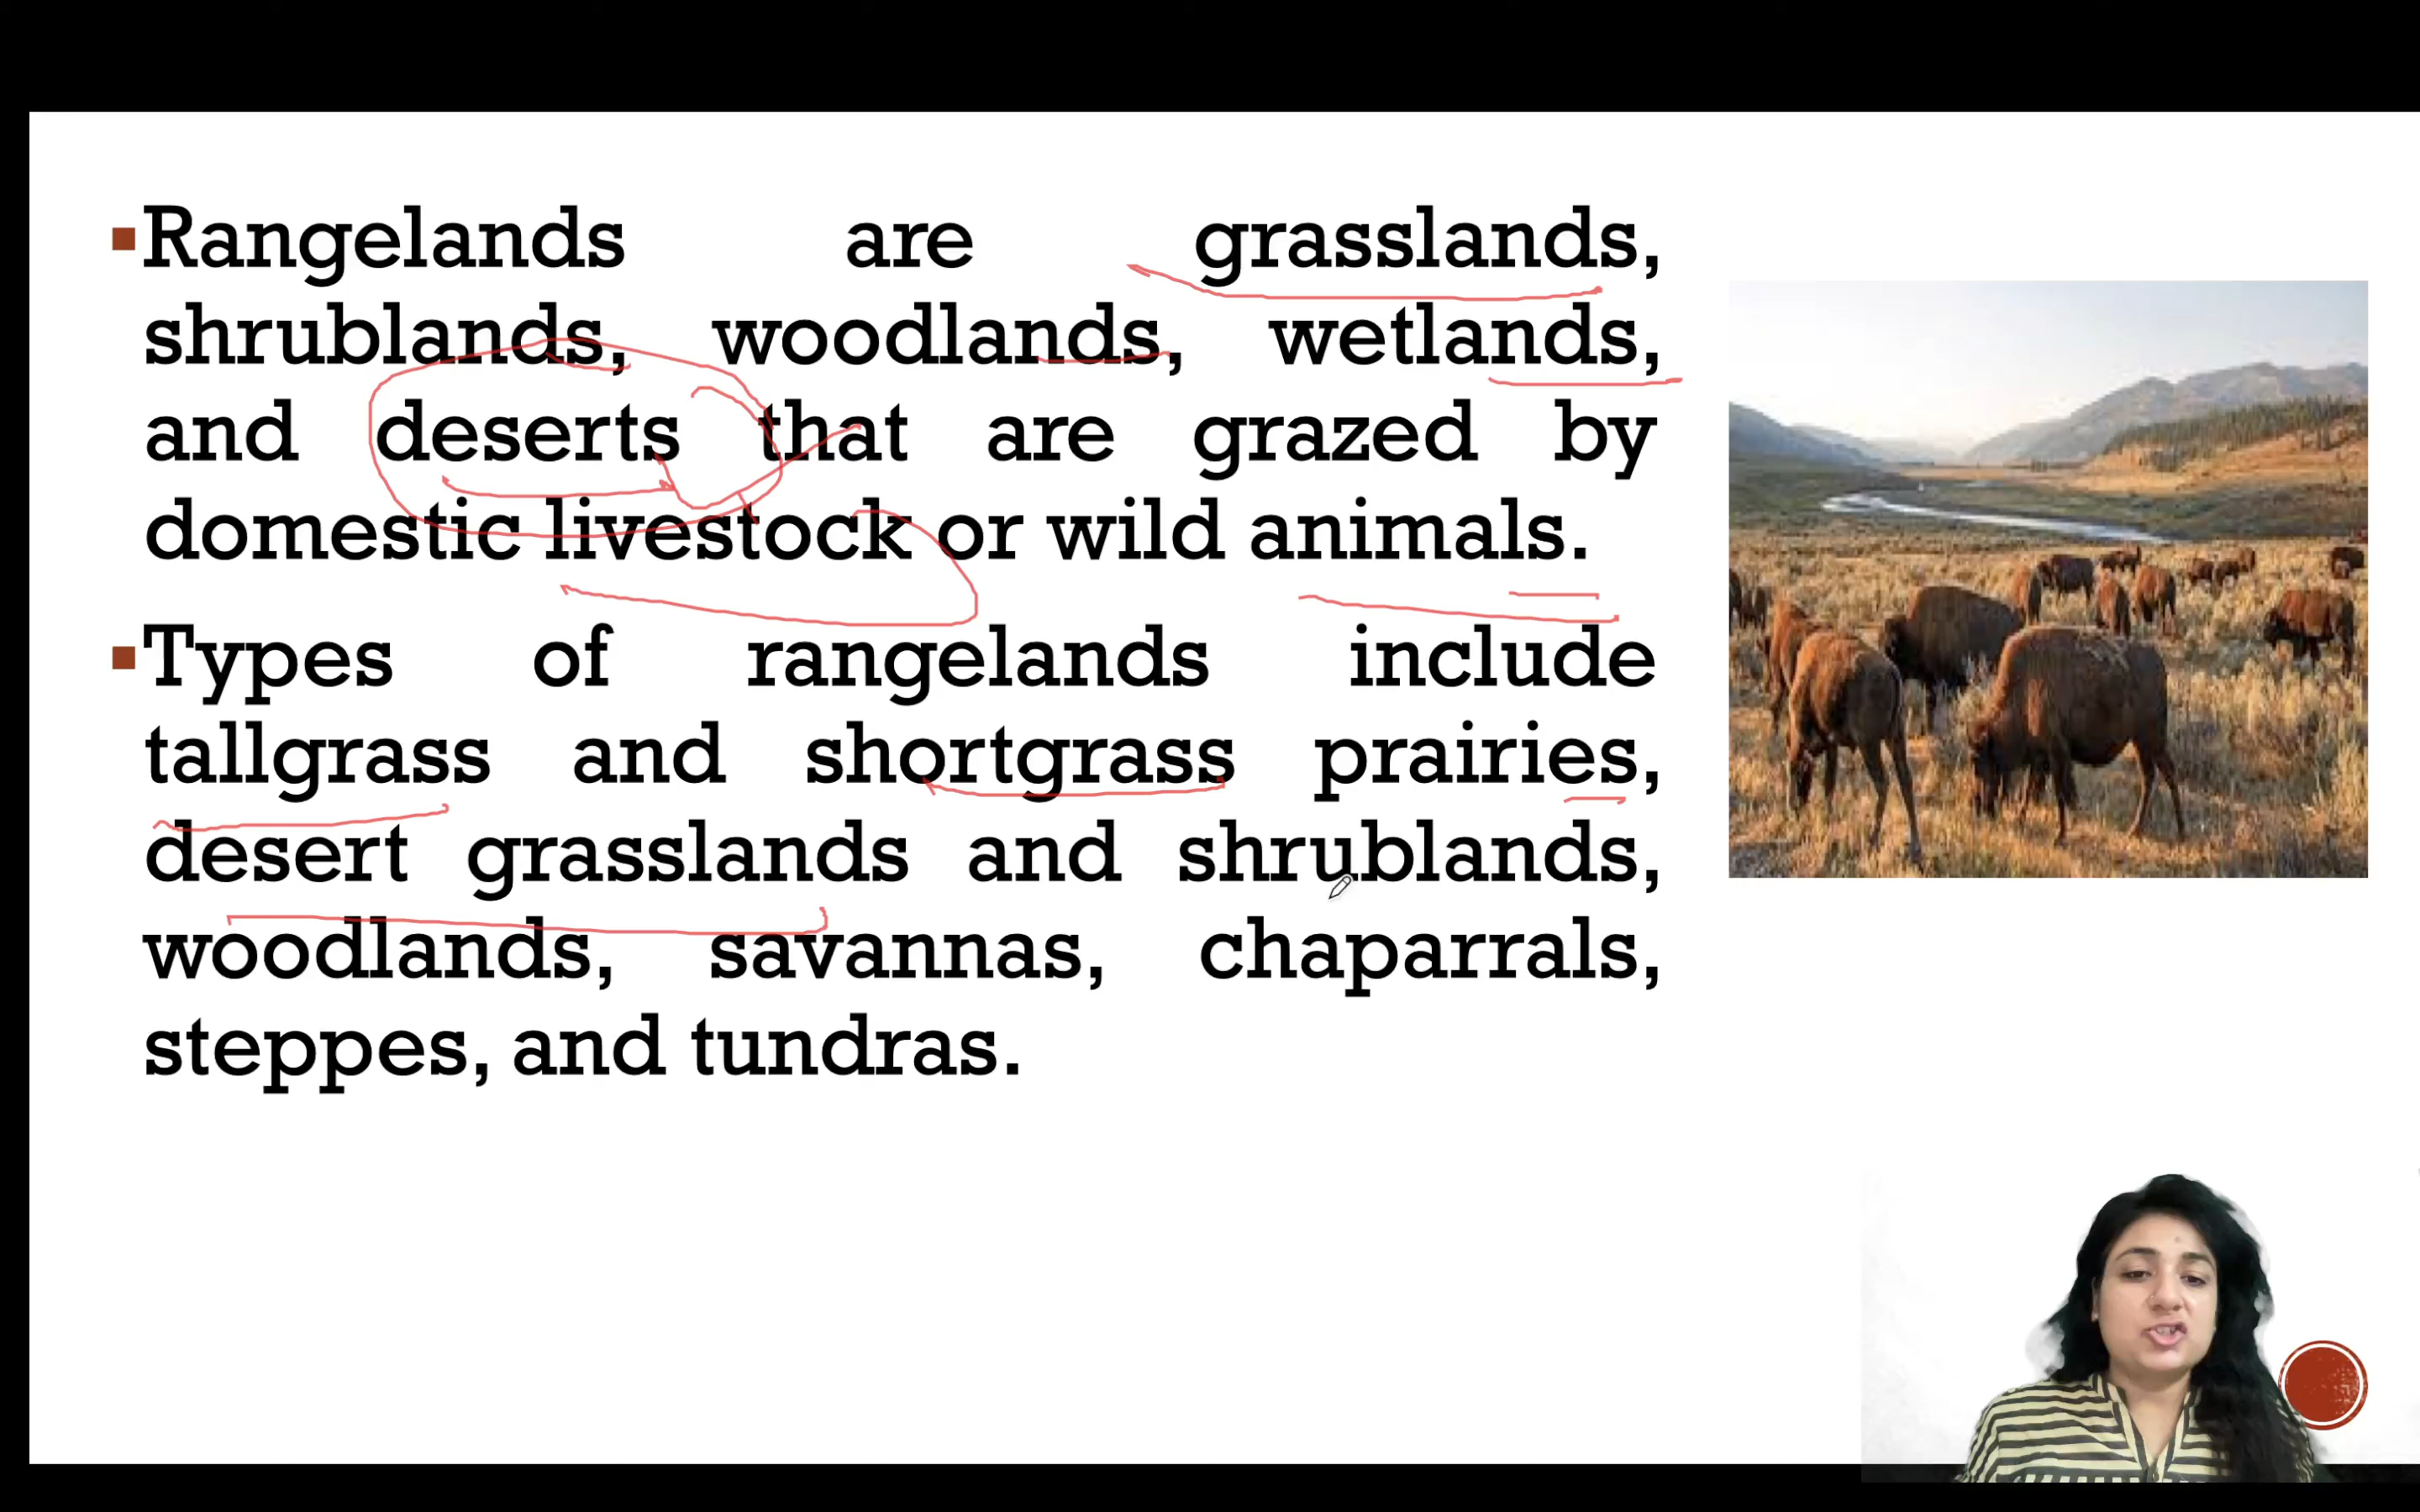 ▪Rangelands are grasslands,
shrublands, woodlands, wetlands,
and deserts that are grazed by
domestic livestock or wild animals.
▪Types of rangelands include
tallgrass and shortgrass prairies,
desert grasslands and shrublands,
woodlands, savannas, chaparrals,
steppes, and tundras.